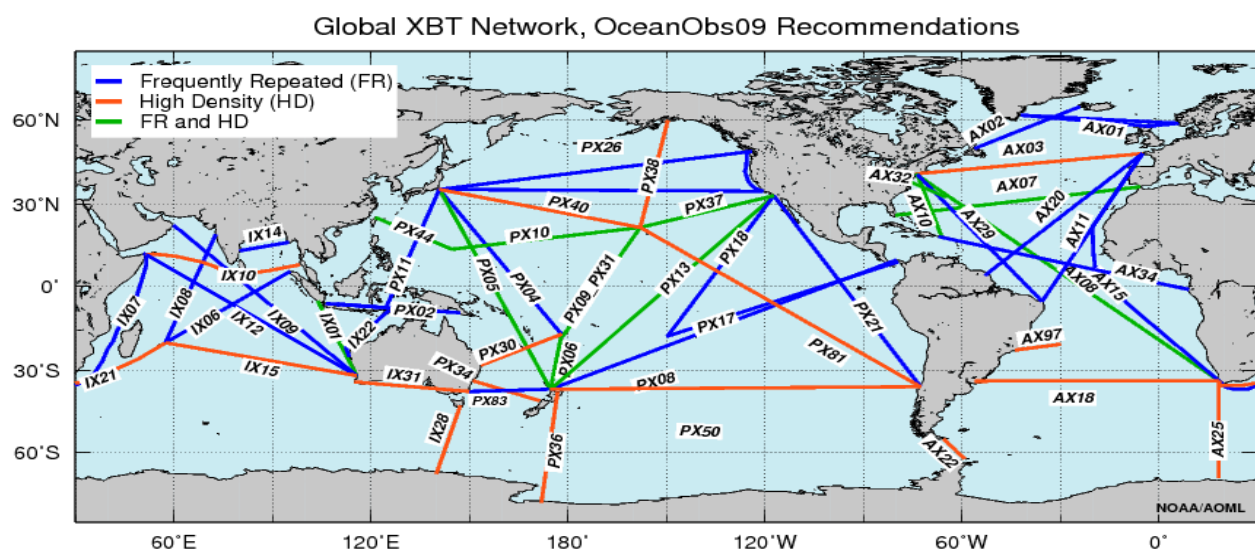 Global XBT Network, OceanObs09 Recommendations
Frequently Repeated (FR)
High Density (HD)
FR and HD
60°N
30°N
0°
30°S
60°S
60°E
120°E
180°
120°W
60°W
0°
PX26
PX38
PX40
PX37
PX44
PX10
PX11
PX05
PX04
PX09
PX31
PX13
PX18
PX02
PX17
PX21
PX30
PX06
PX34
PX81
PX08
PX83
PX36
PX50
IX14
IX10
IX07
IX08
IX06
IX12
IX09
IX01
IX22
IX21
IX15
IX31
IX28
AX02
AX01
AX03
AX32
AX07
AX10
AX29
AX20
AX11
AX34
AX08
AX15
AX97
AX18
AX22
AX25
NOAA/AOML